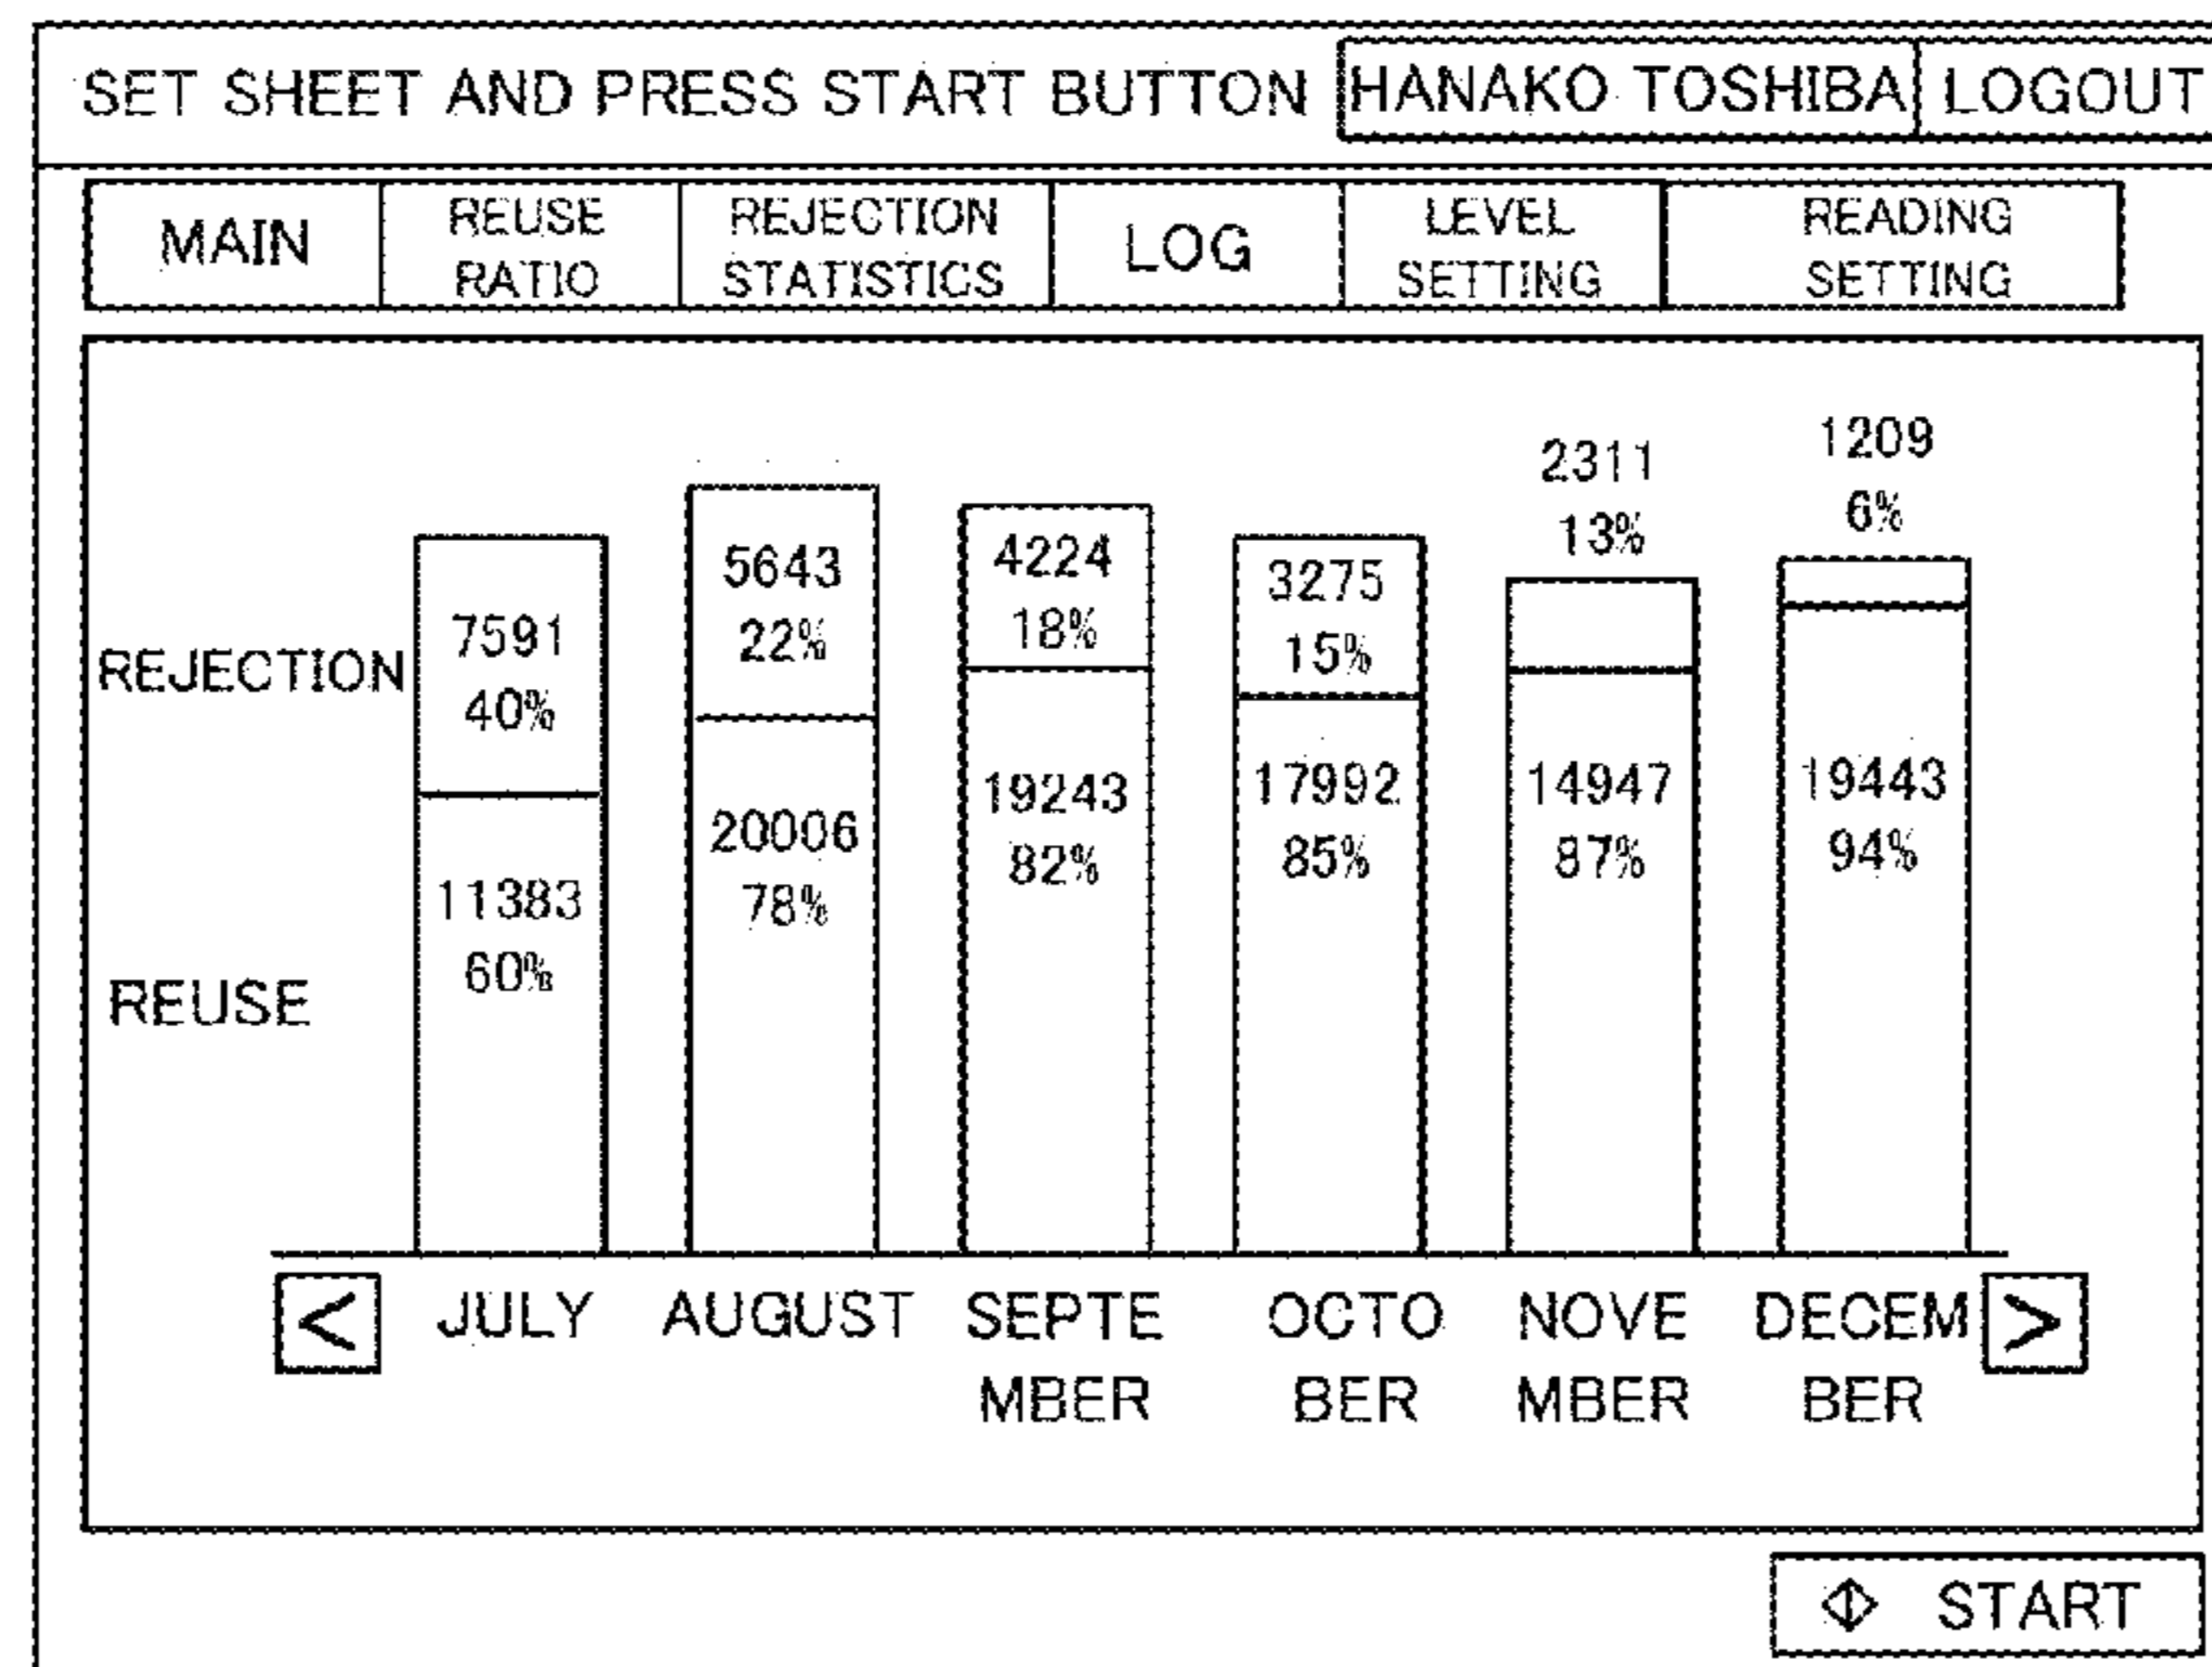 SET SHEET AND PRESS START BUTTON
HANAKO TOSHIBA
LOGOUT
MAIN
REUSE
RATIO
REJECTION
STATISTICS
LOG
LEVEL
SETTING
READING
SETTING
REJECTION
REUSE
7591
40%
11383
60%
5643
22%
20006
78%
4224
18%
19243
82%
3275
15%
17992
85%
2311
13%
14947
87%
1209
6%
19443
94%
<
JULY
AUGUST
SEPTE
MBER
OCTO
BER
NOVE
MBER
DECEM
BER
>
START